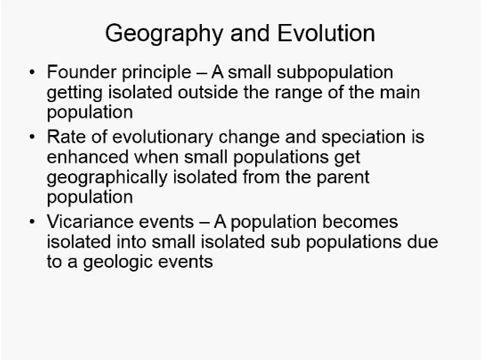 Geography and Evolution
• Founder principle – A small subpopulation
getting isolated outside the range of the main
population
• Rate of evolutionary change and speciation is
enhanced when small populations get
geographically isolated from the parent
population
• Vicariance events – A population becomes
isolated into small isolated sub populations due
to a geologic events